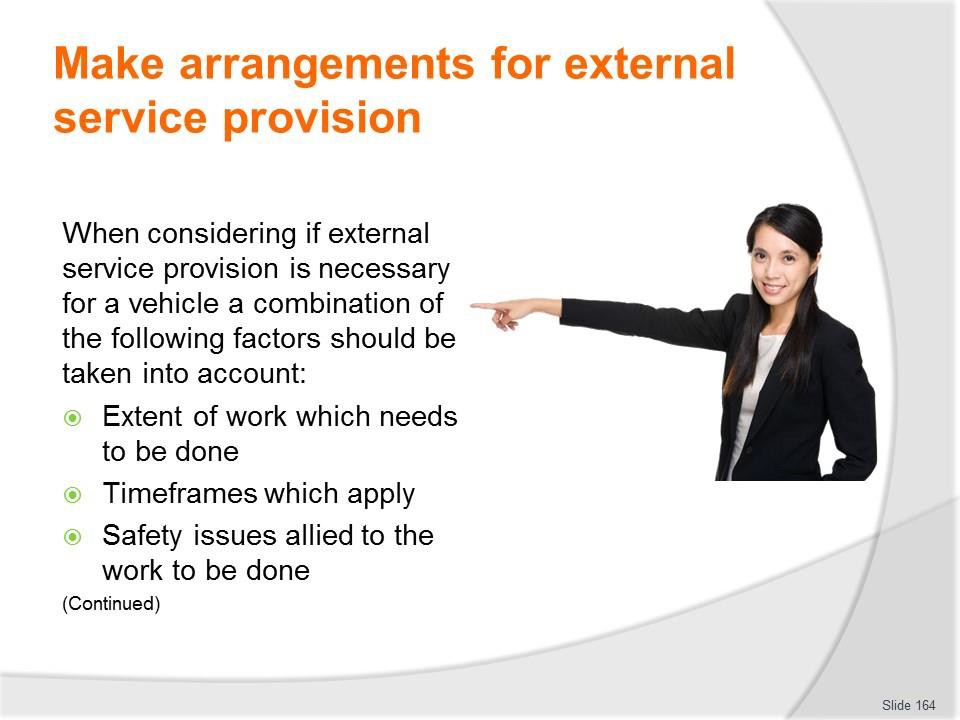 Make arrangements for external
service provision
When considering if external
service provision is necessary
for a vehicle a combination of
the following factors should be
taken into account:
Extent of work which needs
to be done
Timeframes which apply
Safety issues allied to the
work to be done
(Continued)
Slide 164